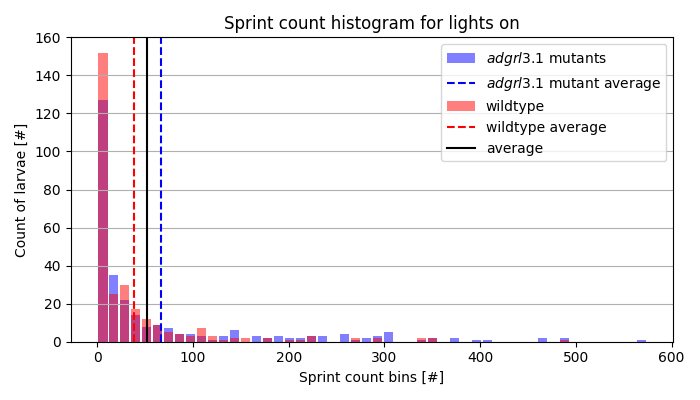 Sprint count histogram for lights on
160
140
120
100
80
60
40
20
0
Count of larvae [#]
adgrl3.1 mutants
adgrl3.1 mutant average
wildtype
wildtype average
average
0 100 200 300 400 500 600
Sprint count bins [#]